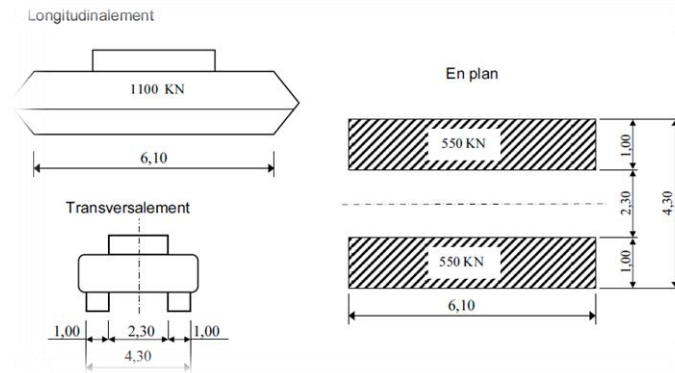 Longitudinalement
1100 KN
6,10
Transversalement
1,00
2,30
1,00
4,30
En plan
550 KN
550 KN
1,00
2,30
1,00
4,30
6,10